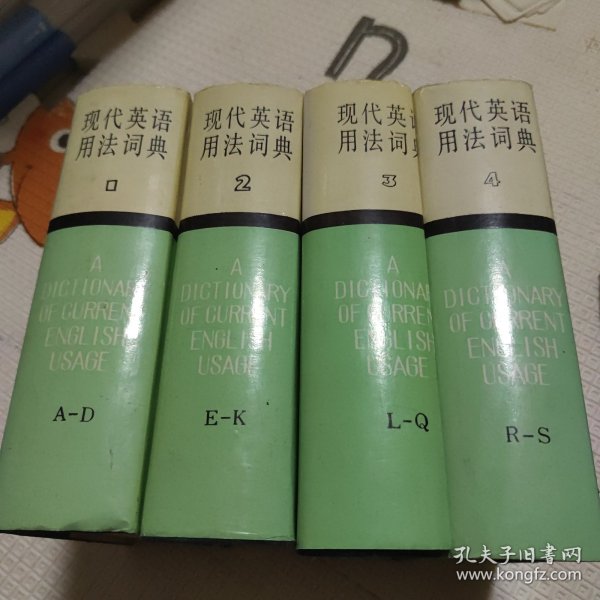 现代英语
用法词典
1
A
DICTIONARY
OF CURRENT
ENGLISH
USAGE
A-D
现代英语
用法词典
2
A
DICTIONARY
OF CURRENT
ENGLISH
USAGE
E-K
现代英语
用法词典
3
A
DICTIONAR
OF CURREN
ENGLISH
USAGE
L-Q
现代英语
用法词典
4
A
DICTIONARY
OF CURRENT
ENGLISH
USAGE
R-S
n
孔夫子旧书网
www.kongfz.com